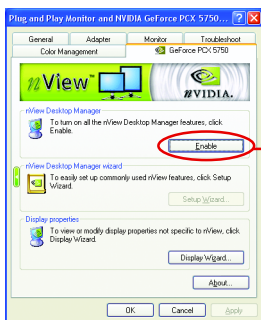 Plug and Play Monitor and NVIDIA GeForce PCX 5750...
General Adapter Monitor Troubleshoot
Color Management GeForce PCX 5750
nView™ nVIDIA.
nView Desktop Manager
To turn on all the nView Desktop Manager features, click
Enable.
Enable
nView Desktop Manager wizard
To easily set up commonly used nView features, click Setup
Wizard.
Setup Wizard...
Display properties
To view or modify display properties not specific to nView, click
Display Wizard.
Display Wizard...
About...
OK Cancel Apply